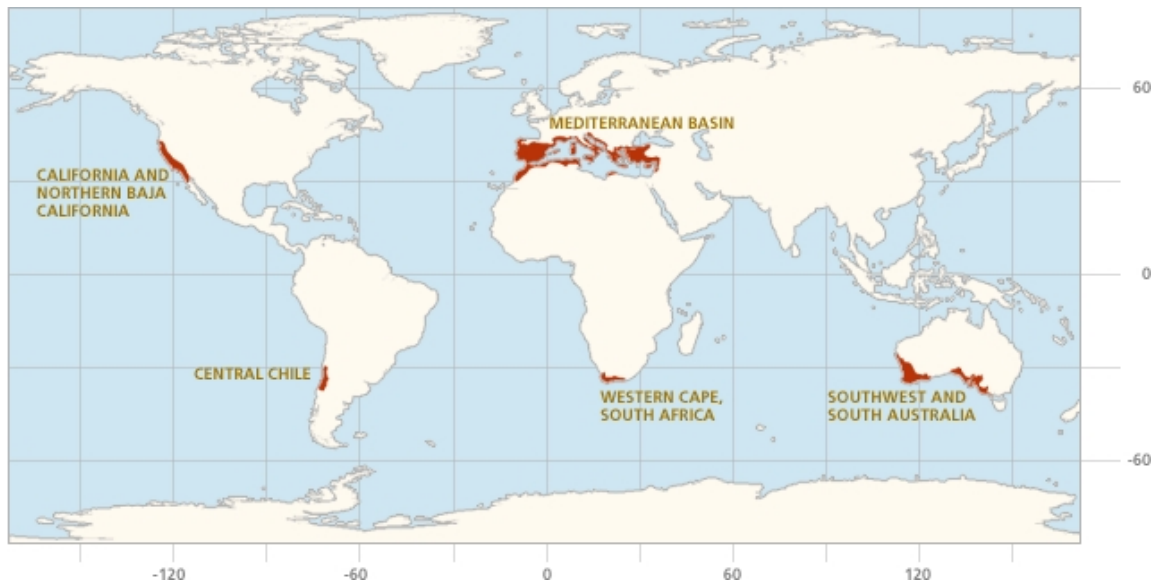 60
MEDITERRANEAN BASIN
CALIFORNIA AND
NORTHERN BAJA
CALIFORNIA
0
CENTRAL CHILE
WESTERN CAPE,
SOUTH AFRICA
SOUTHWEST AND
SOUTH AUSTRALIA
-60
-120 -60 0 60 120